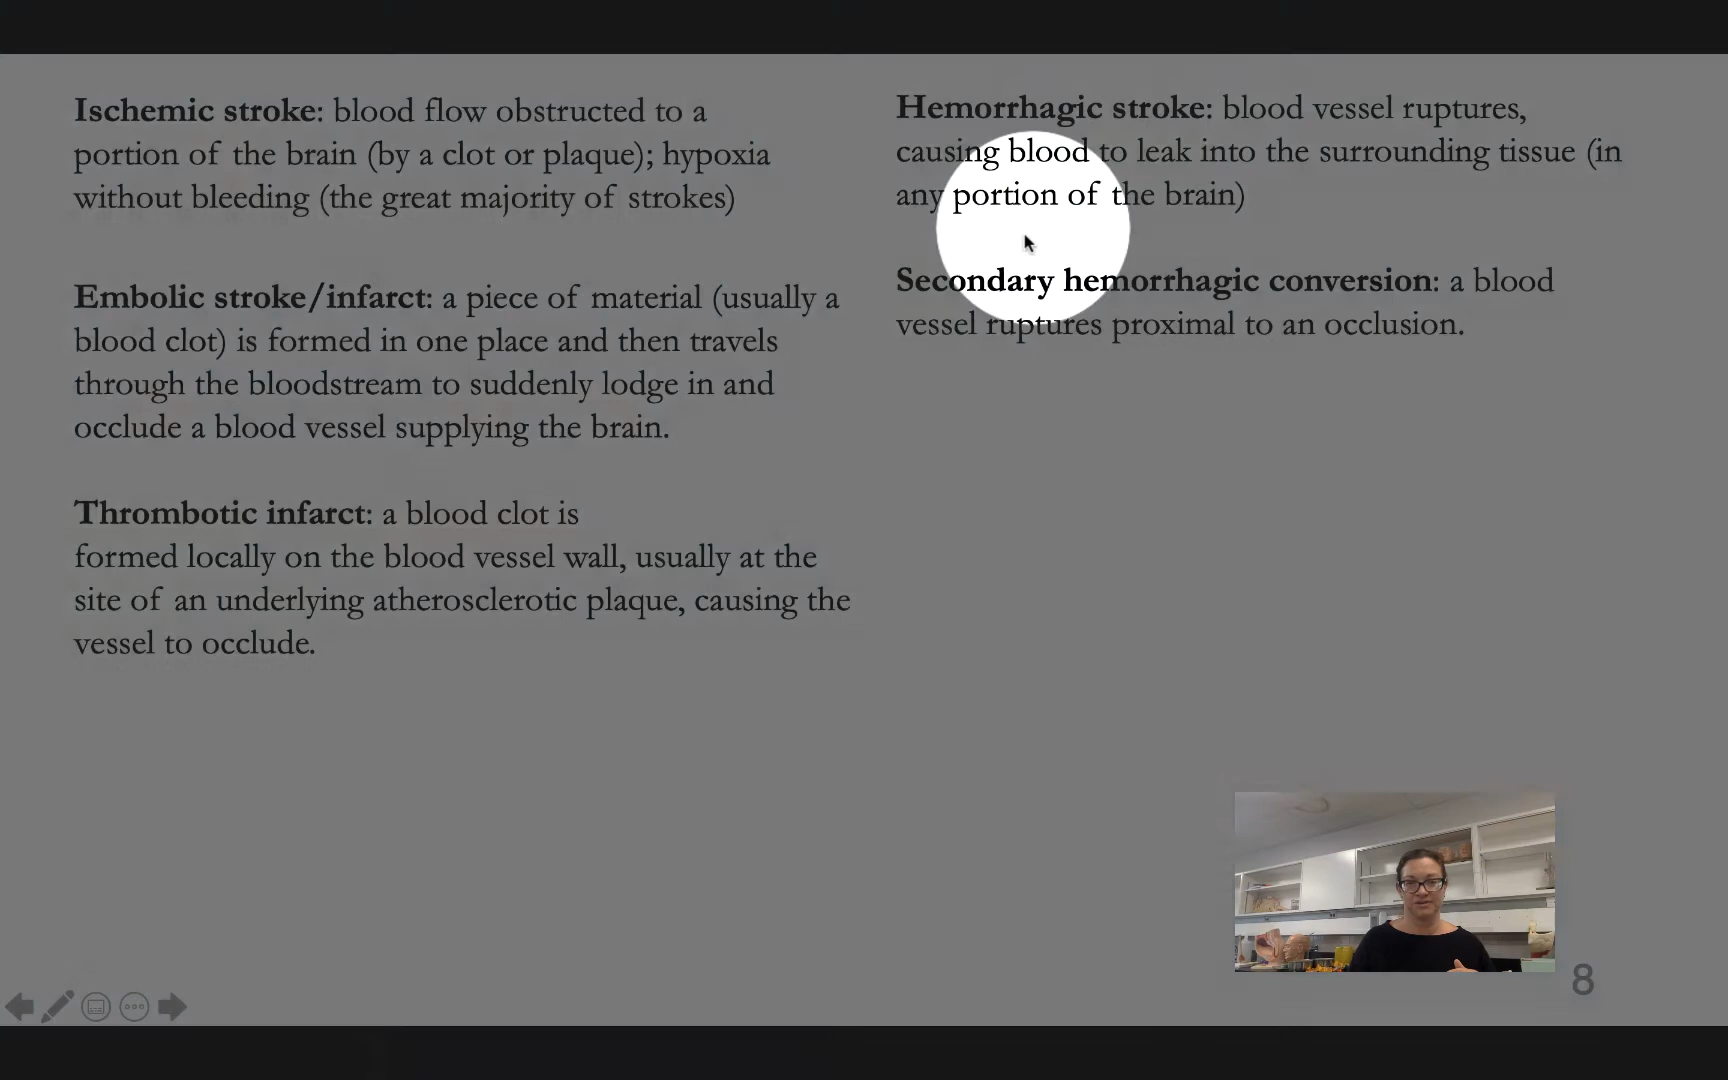 Ischemic stroke: blood flow obstructed to a
portion of the brain (by a clot or plaque); hypoxia
without bleeding (the great majority of strokes)
Embolic stroke/infarct: a piece of material (usually a
blood clot) is formed in one place and then travels
through the bloodstream to suddenly lodge in and
occlude a blood vessel supplying the brain.
Thrombotic infarct: a blood clot is
formed locally on the blood vessel wall, usually at the
site of an underlying atherosclerotic plaque, causing the
vessel to occlude.
Hemorrhagic stroke: blood vessel ruptures,
causing blood to leak into the surrounding tissue (in
any portion of the brain)
Secondary hemorrhagic conversion: a blood
vessel ruptures proximal to an occlusion.
8